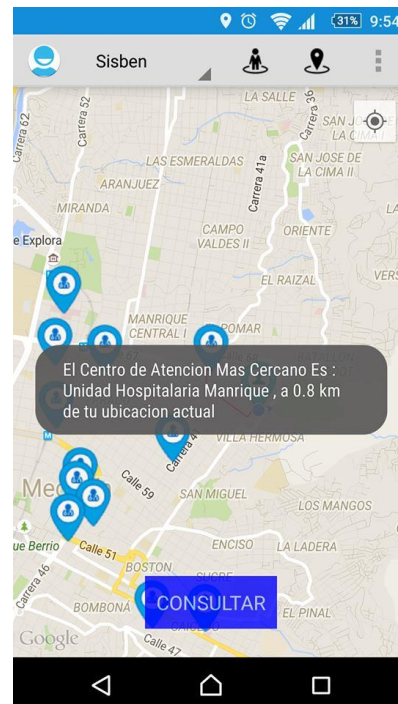 31%
9:54
Sisben
LA SALLE
Carrera 36
Carrera 52
Carrera 62
LAS ESMERALDAS
Carrera 41a
SAN JOSE DE
LA CIMA II
ARANJUEZ
MIRANDA
CAMPO
VALDES II
ORIENTE
e Explora
EL RAIZAL
MANRIQUE
CENTRAL I
POMAR
El Centro de Atencion Mas Cercano Es :
Unidad Hospitalaria Manrique , a 0.8 km
de tu ubicacion actual
VILLA HERMOSA
Calle 59
SAN MIGUEL
LOS MANGOS
ue Berrio
Calle 51
ENCISO
LA LADERA
BOSTON
Carrera 46
BOMBONA
CONSULTAR
EL PINAL
Google
Calle 47